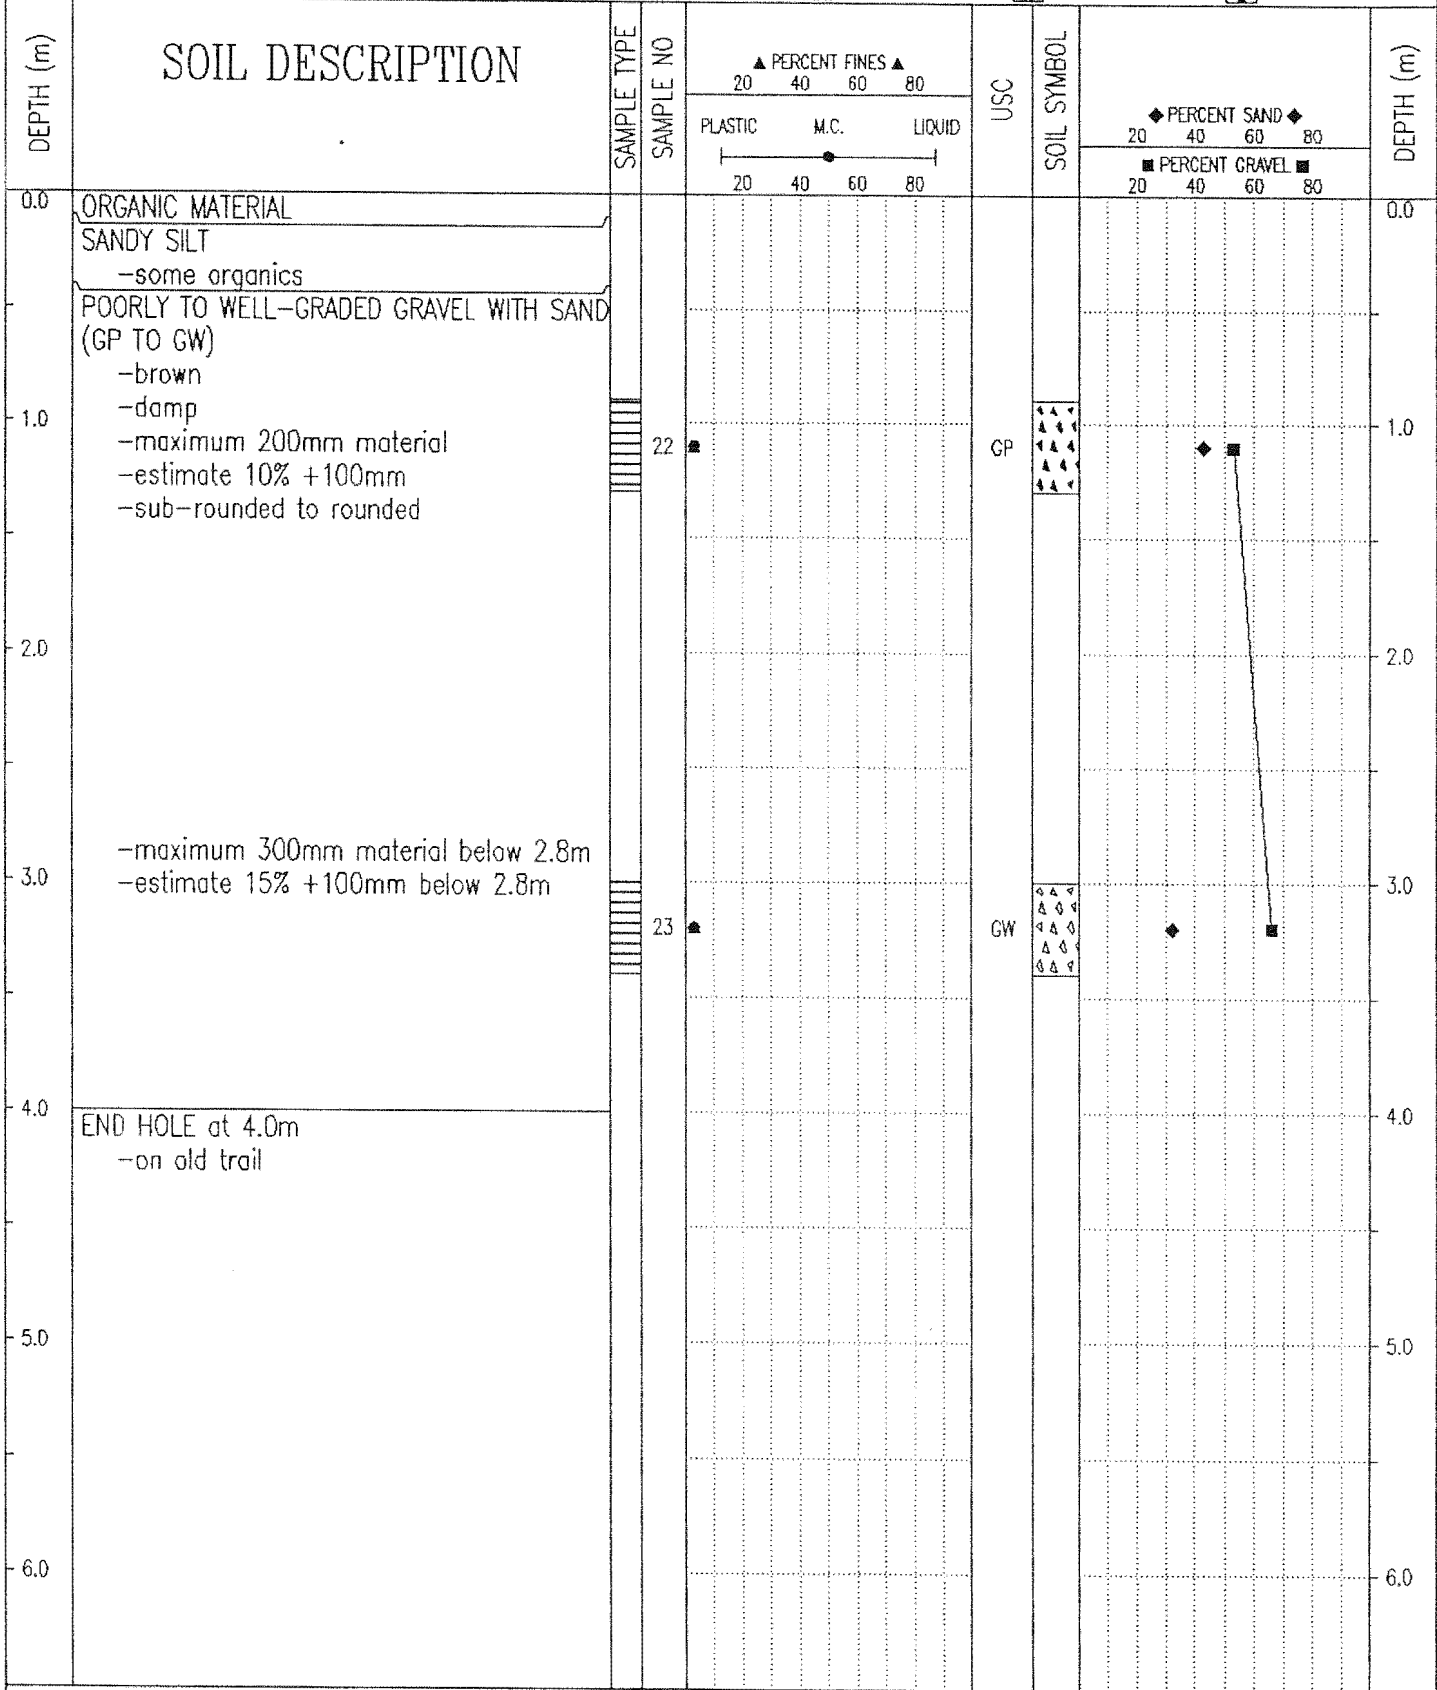 DEPTH (m)
SOIL DESCRIPTION
SAMPLE TYPE
SAMPLE NO
▲ PERCENT FINES ▲
20 40 60 80
PLASTIC M.C. LIQUID
20 40 60 80
USC
SOIL SYMBOL
◆ PERCENT SAND ◆
20 40 60 80
■ PERCENT GRAVEL ■
20 40 60 80
DEPTH (m)
0.0 0.0
ORGANIC MATERIAL
SANDY SILT
-some organics
POORLY TO WELL-GRADED GRAVEL WITH SAND
(GP TO GW)
-brown
-damp
1.0 1.0
-maximum 200mm material
22 GP
-estimate 10% +100mm
-sub-rounded to rounded
2.0 2.0
-maximum 300mm material below 2.8m
3.0 3.0
-estimate 15% +100mm below 2.8m
23 GW
4.0 4.0
END HOLE at 4.0m
-on old trail
5.0 5.0
6.0 6.0